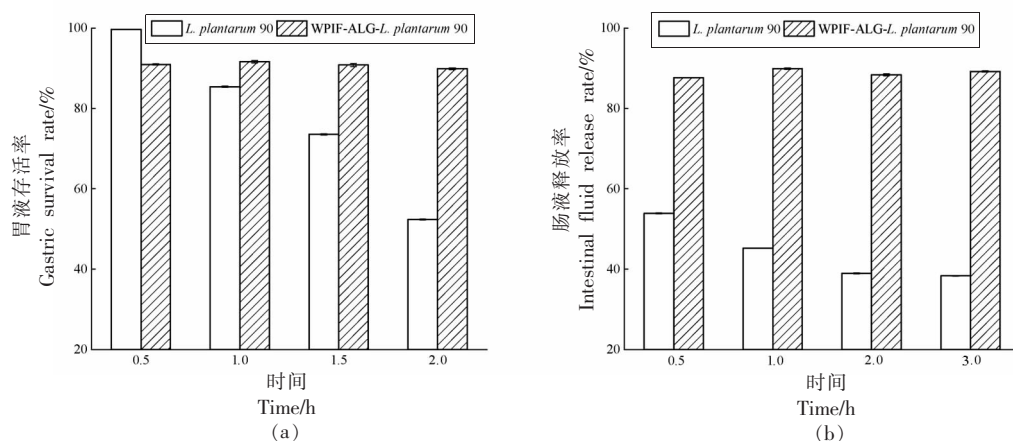 L. plantarum 90 WPIF-ALG-L. plantarum 90
100
80
60
40
20
胃液存活率
Gastric survival rate/%
0.5 1.0 1.5 2.0
时间
Time/h
(a)
L. plantarum 90 WPIF-ALG-L. plantarum 90
100
80
60
40
20
肠液释放率
Intestinal fluid release rate/%
0.5 1.0 2.0 3.0
时间
Time/h
(b)